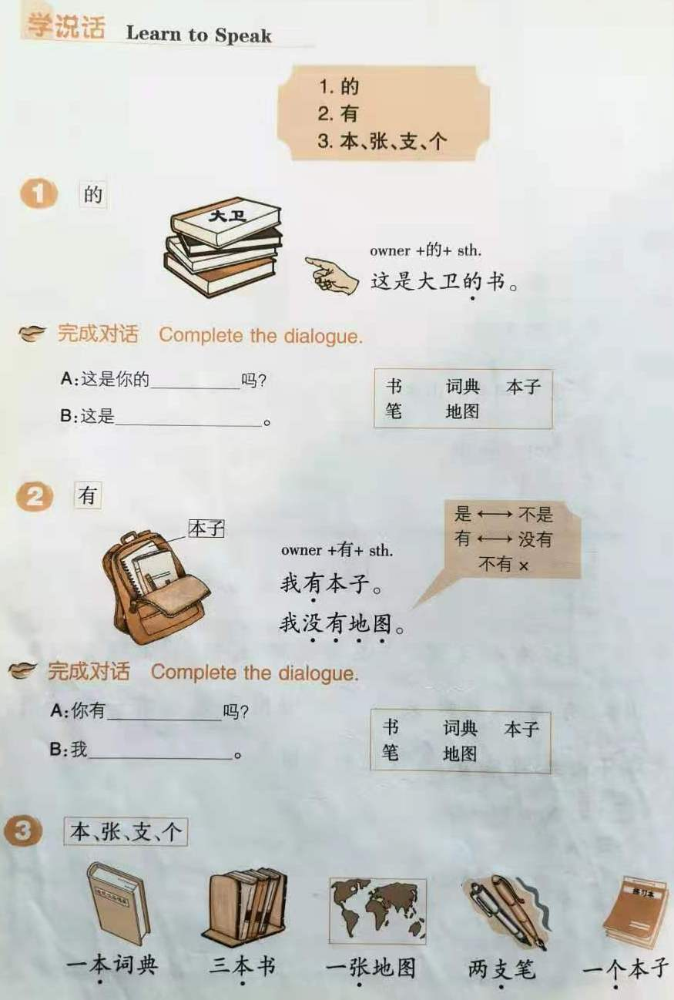 学说话 Learn to Speak
1. 的
2. 有
3. 本、张、支、个
1 的
大卫
owner +的+ sth.
这是大卫的书。
完成对话 Complete the dialogue.
A:这是你的__________吗?
B:这是________________。
书 词典 本子
笔 地图
2 有
本子
owner +有+ sth.
我有本子。
我没有地图。
是 ⟷ 不是
有 ⟷ 没有
不有 ×
完成对话 Complete the dialogue.
A:你有____________吗?
B:我________________。
书 词典 本子
笔 地图
3 本、张、支、个
练习本
一本词典 三本书 一张地图 两支笔 一个本子